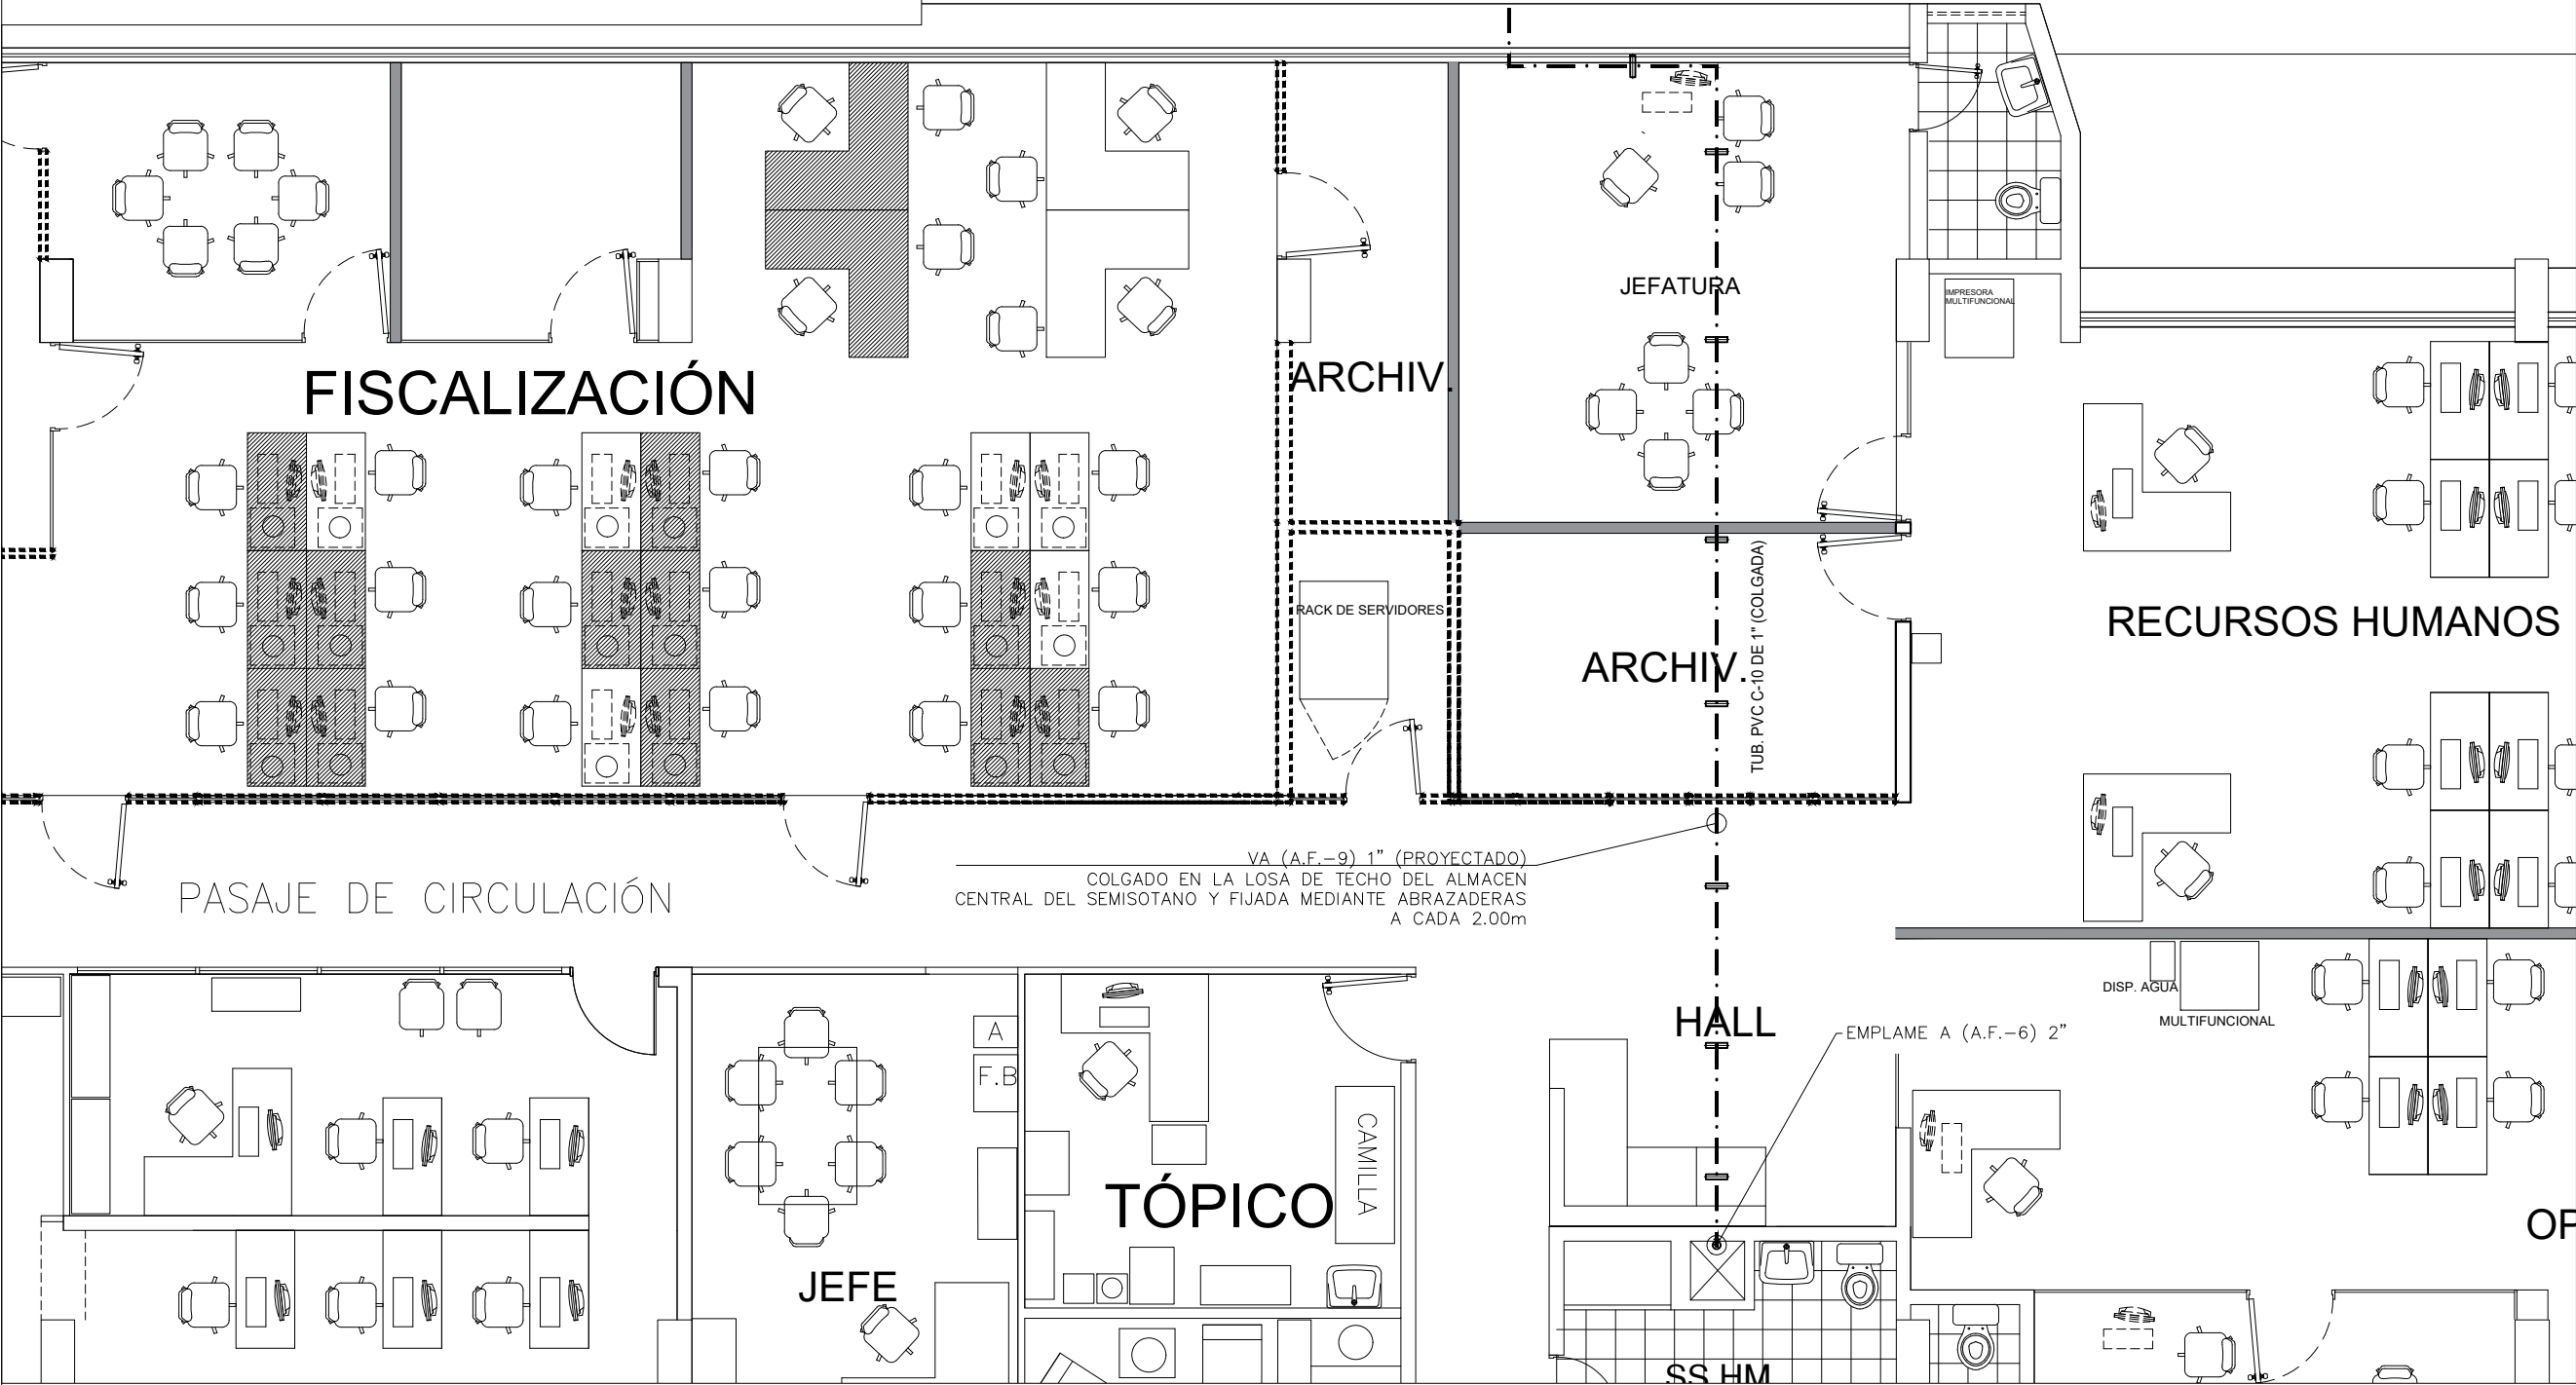 JEFATURA
IMPRESORA
MULTIFUNCIONAL
FISCALIZACIÓN
ARCHIV.
RACK DE SERVIDORES
ARCHIV.
TUB. PVC C-10 DE 1" (COLGADA)
RECURSOS HUMANOS
VA (A.F.-9) 1" (PROYECTADO)
COLGADO EN LA LOSA DE TECHO DEL ALMACEN
CENTRAL DEL SEMISOTANO Y FIJADA MEDIANTE ABRAZADERAS
A CADA 2.00m
PASAJE DE CIRCULACIÓN
DISP. AGUA
MULTIFUNCIONAL
HALL
EMPLAME A (A.F.-6) 2"
A
F.B
CAMILLA
TÓPICO
JEFE
OP
SS.HM